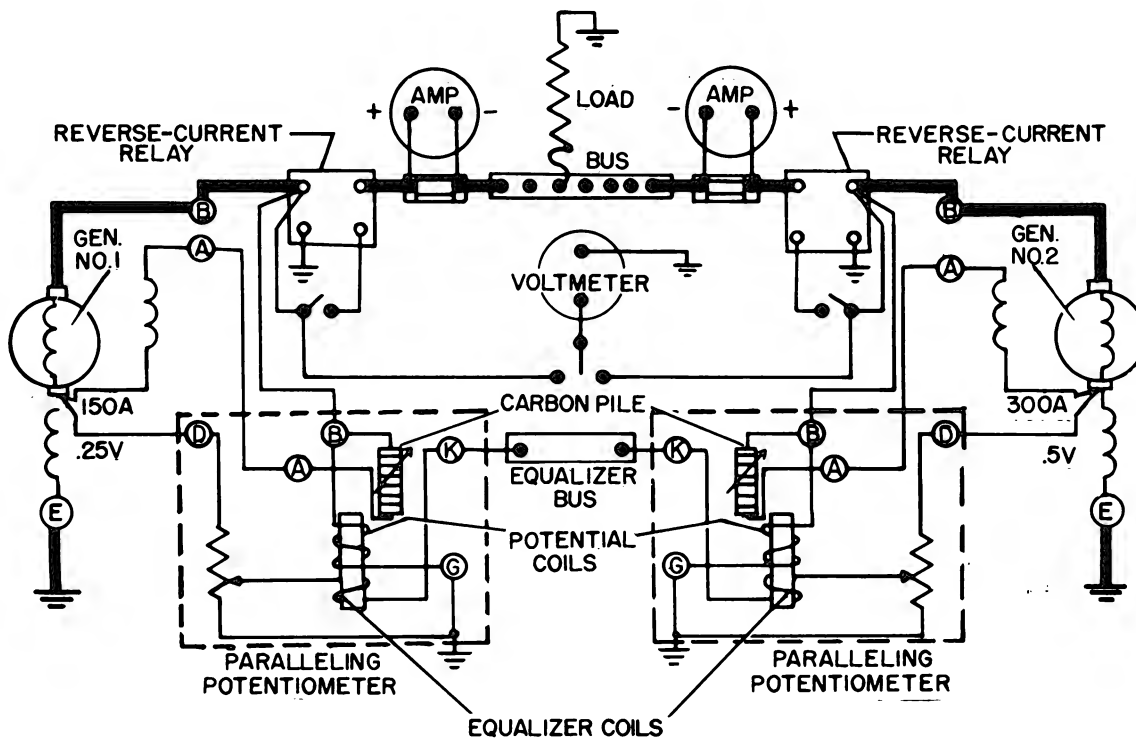 AMP
+
-
LOAD
AMP
-
+
REVERSE-CURRENT
RELAY
BUS
REVERSE-CURRENT
RELAY
B
B
GEN.
NO.1
A
A
GEN.
NO.2
VOLTMETER
150A
300A
CARBON PILE
.25V
D
B
K
EQUALIZER
BUS
K
B
D
.5V
A
A
E
E
POTENTIAL
COILS
G
G
PARALLELING
POTENTIOMETER
PARALLELING
POTENTIOMETER
EQUALIZER COILS